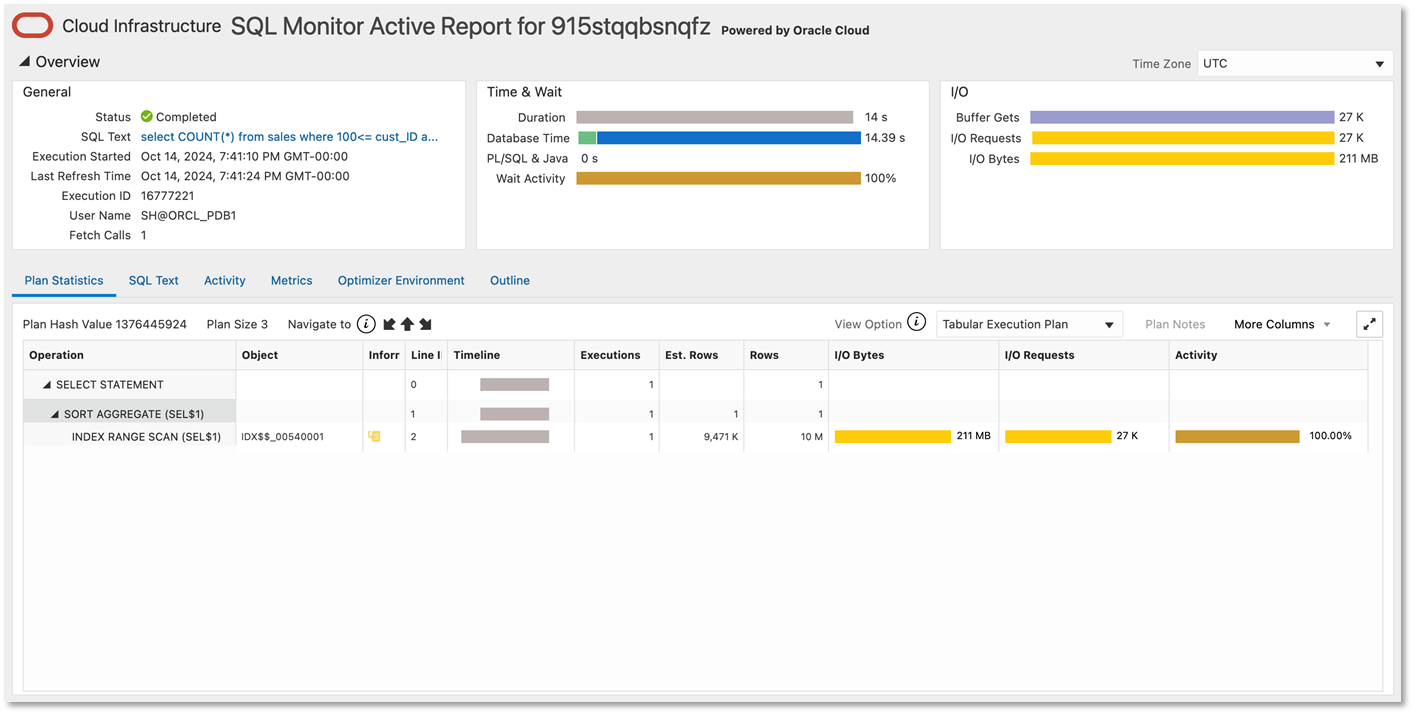 Cloud Infrastructure SQL Monitor Active Report for 915stqqbsnqfz Powered by Oracle Cloud
Overview
Time Zone UTC
General
Status Completed
SQL Text select COUNT(*) from sales where 100<= cust_ID a...
Execution Started Oct 14, 2024, 7:41:10 PM GMT-00:00
Last Refresh Time Oct 14, 2024, 7:41:24 PM GMT-00:00
Execution ID 16777221
User Name SH@ORCL_PDB1
Fetch Calls 1
Time & Wait
Duration 14 s
Database Time 14.39 s
PL/SQL & Java 0 s
Wait Activity 100%
I/O
Buffer Gets 27 K
I/O Requests 27 K
I/O Bytes 211 MB
Plan Statistics SQL Text Activity Metrics Optimizer Environment Outline
Plan Hash Value 1376445924 Plan Size 3 Navigate to i View Option i Tabular Execution Plan Plan Notes More Columns
Operation Object Inforr Line I Timeline Executions Est. Rows Rows I/O Bytes I/O Requests Activity
SELECT STATEMENT 0 1 1
SORT AGGREGATE (SEL$1) 1 1 1 1
INDEX RANGE SCAN (SEL$1) IDX$$_00540001 2 1 9,471 K 10 M 211 MB 27 K 100.00%